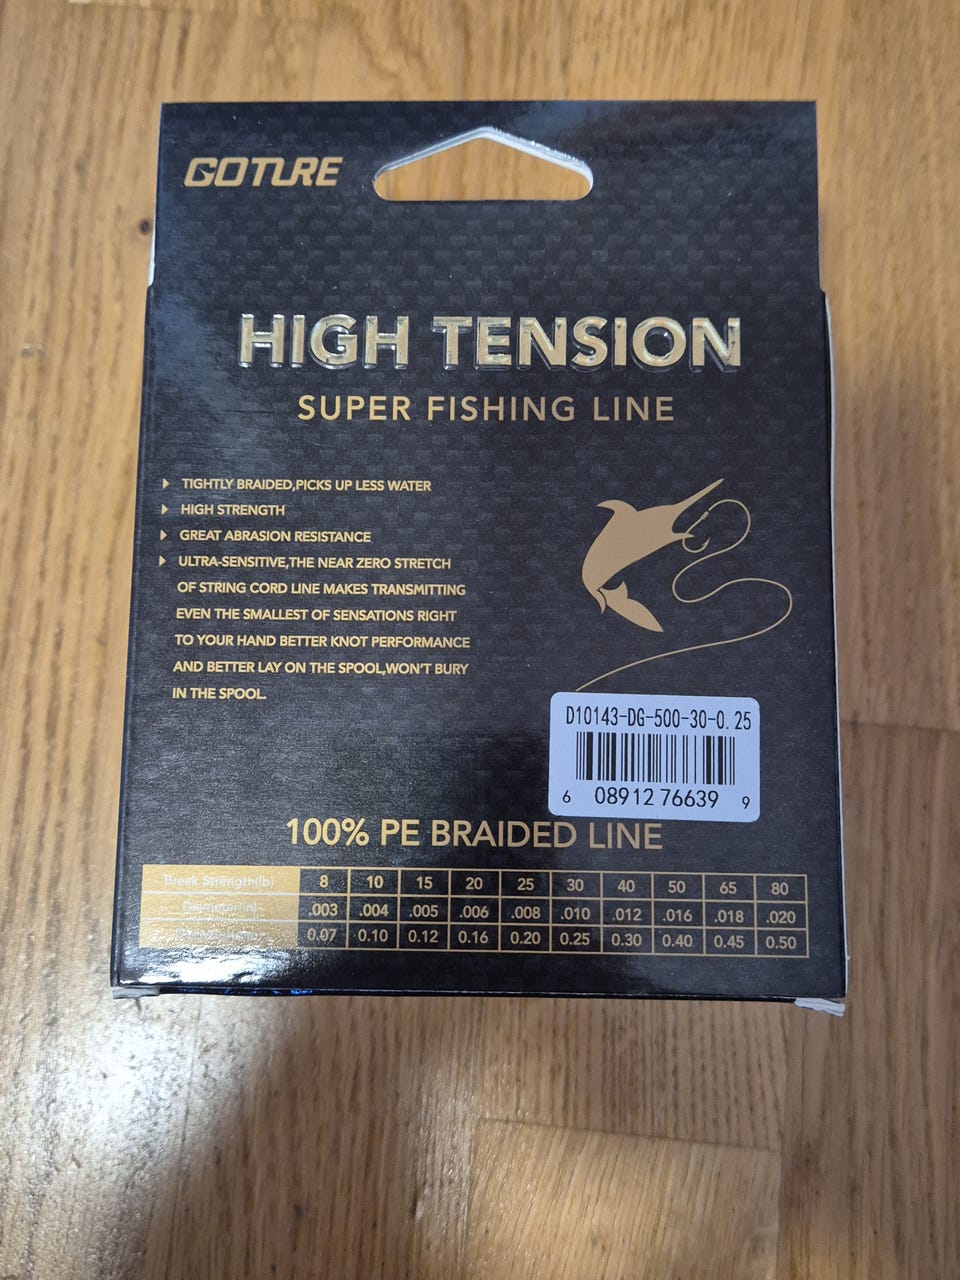 GOTURE
HIGH TENSION
SUPER FISHING LINE
TIGHTLY BRAIDED,PICKS UP LESS WATER
HIGH STRENGTH
GREAT ABRASION RESISTANCE
ULTRA-SENSITIVE,THE NEAR ZERO STRETCH
OF STRING CORD LINE MAKES TRANSMITTING
EVEN THE SMALLEST OF SENSATIONS RIGHT
TO YOUR HAND BETTER KNOT PERFORMANCE
AND BETTER LAY ON THE SPOOL,WON'T BURY
IN THE SPOOL.
D10143-DG-500-30-0.25
6 08912 76639 9
100% PE BRAIDED LINE
Break Strength(lb) 8 10 15 20 25 30 40 50 65 80
Diameter(in) .003 .004 .005 .006 .008 .010 .012 .016 .018 .020
0.07 0.10 0.12 0.16 0.20 0.25 0.30 0.40 0.45 0.50